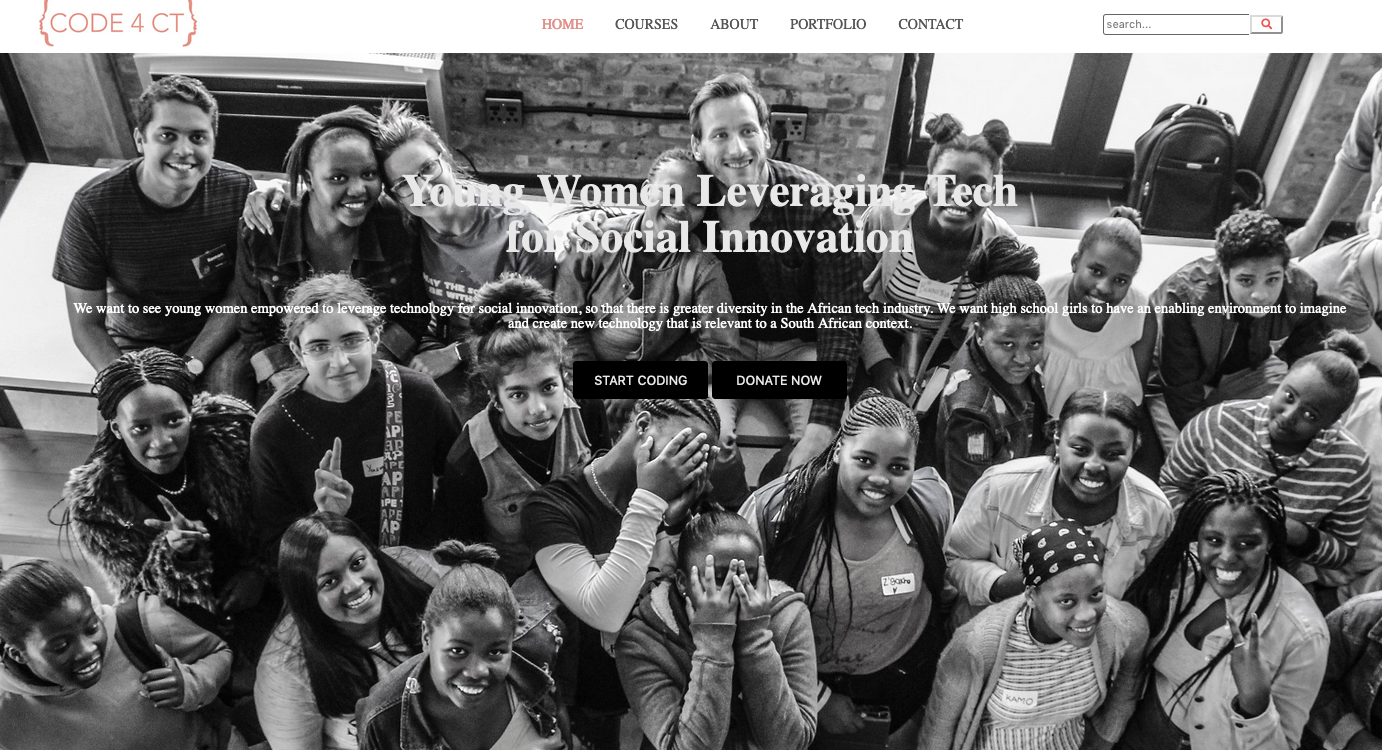 {CODE 4 CT}
HOME COURSES ABOUT PORTFOLIO CONTACT
search...
Young Women Leveraging Tech
for Social Innovation
We want to see young women empowered to leverage technology for social innovation, so that there is greater diversity in the African tech industry. We want high school girls to have an enabling environment to imagine
and create new technology that is relevant to a South African context.
START CODING DONATE NOW
KAMO